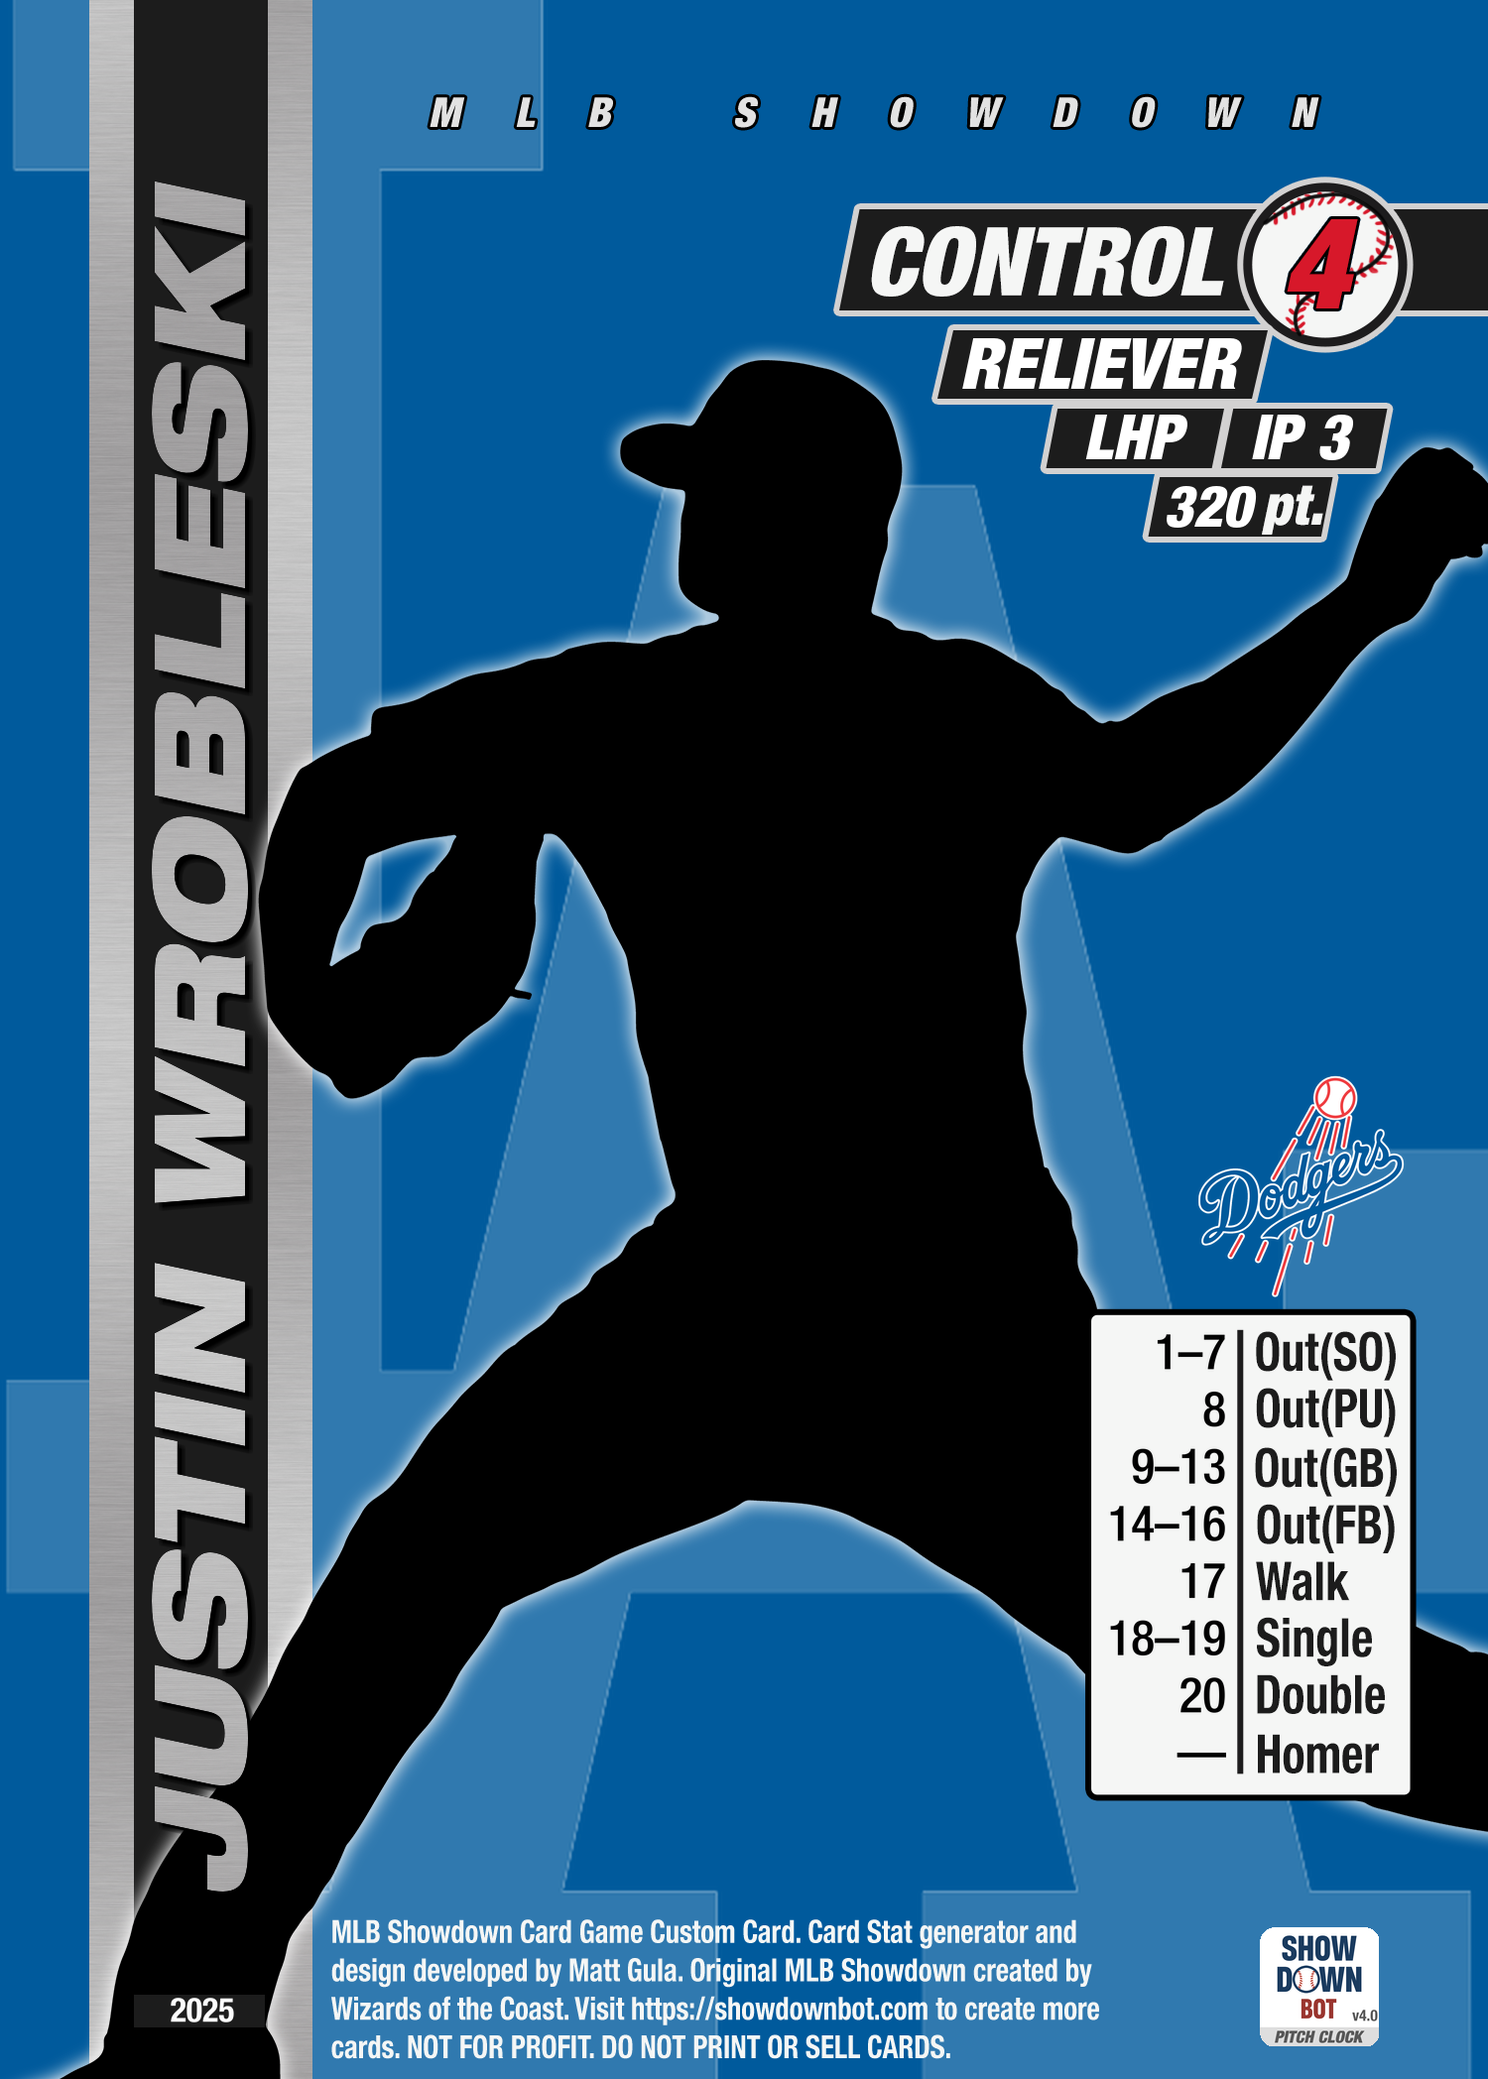 MLB SHOWDOWN
CONTROL 4
RELIEVER
LHP IP 3
320 pt.
JUSTIN WROBLESKI
Dodgers
1–7 Out(SO)
8 Out(PU)
9–13 Out(GB)
14–16 Out(FB)
17 Walk
18–19 Single
20 Double
— Homer
MLB Showdown Card Game Custom Card. Card Stat generator and
design developed by Matt Gula. Original MLB Showdown created by
Wizards of the Coast. Visit https://showdownbot.com to create more
cards. NOT FOR PROFIT. DO NOT PRINT OR SELL CARDS.
2025
SHOW
DOWN
BOT v4.0
PITCH CLOCK